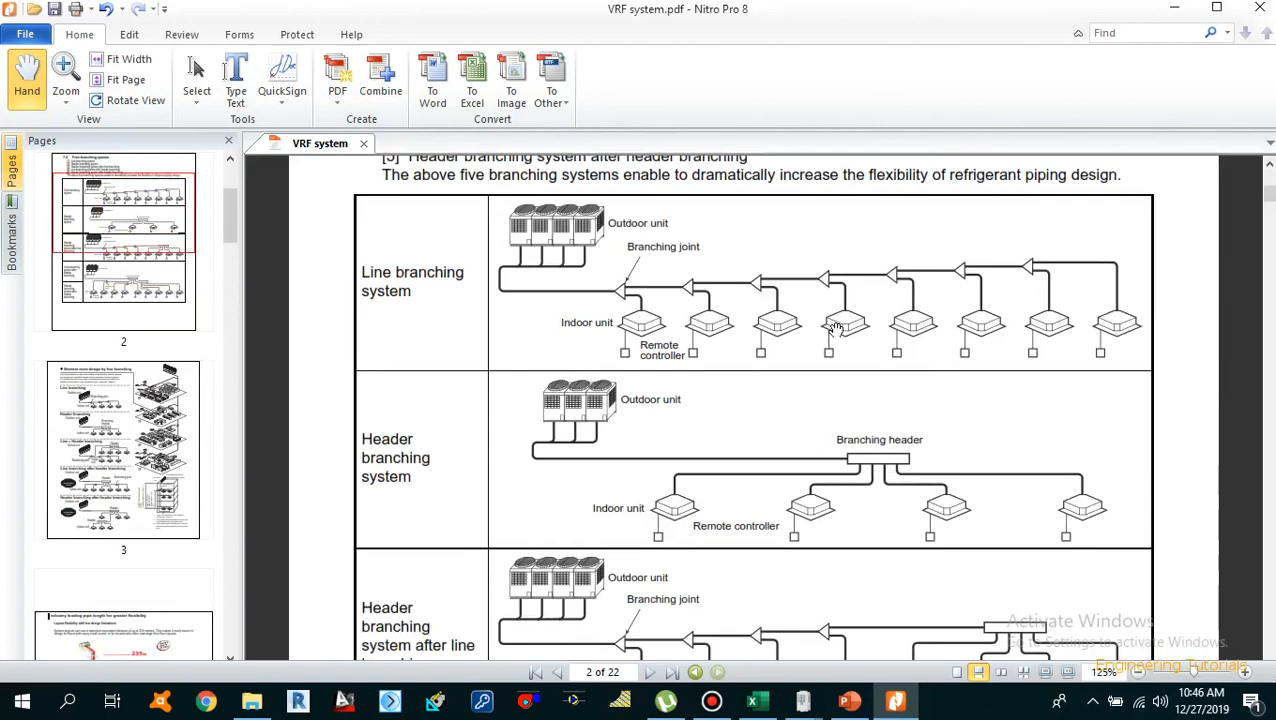 VRF system.pdf - Nitro Pro 8
File
Home
Edit
Review
Forms
Protect
Help
Find
Hand
Zoom
Fit Width
Fit Page
Rotate View
View
Select
Type
Text
QuickSign
Tools
PDF
Combine
Create
To
Word
To
Excel
To
Image
To
Other
Convert
Pages
VRF system
Pages
Bookmarks
2
3
[5] Header branching system after header branching
The above five branching systems enable to dramatically increase the flexibility of refrigerant piping design.
Line branching
system
Outdoor unit
Branching joint
Indoor unit
Remote
controller
Header
branching
system
Outdoor unit
Branching header
Indoor unit
Remote controller
Header
branching
system after line
Outdoor unit
Branching joint
Activate Windows
Go to Settings to activate Windows.
Engineering Tutorials
2 of 22
125%
10:46 AM
12/27/2019